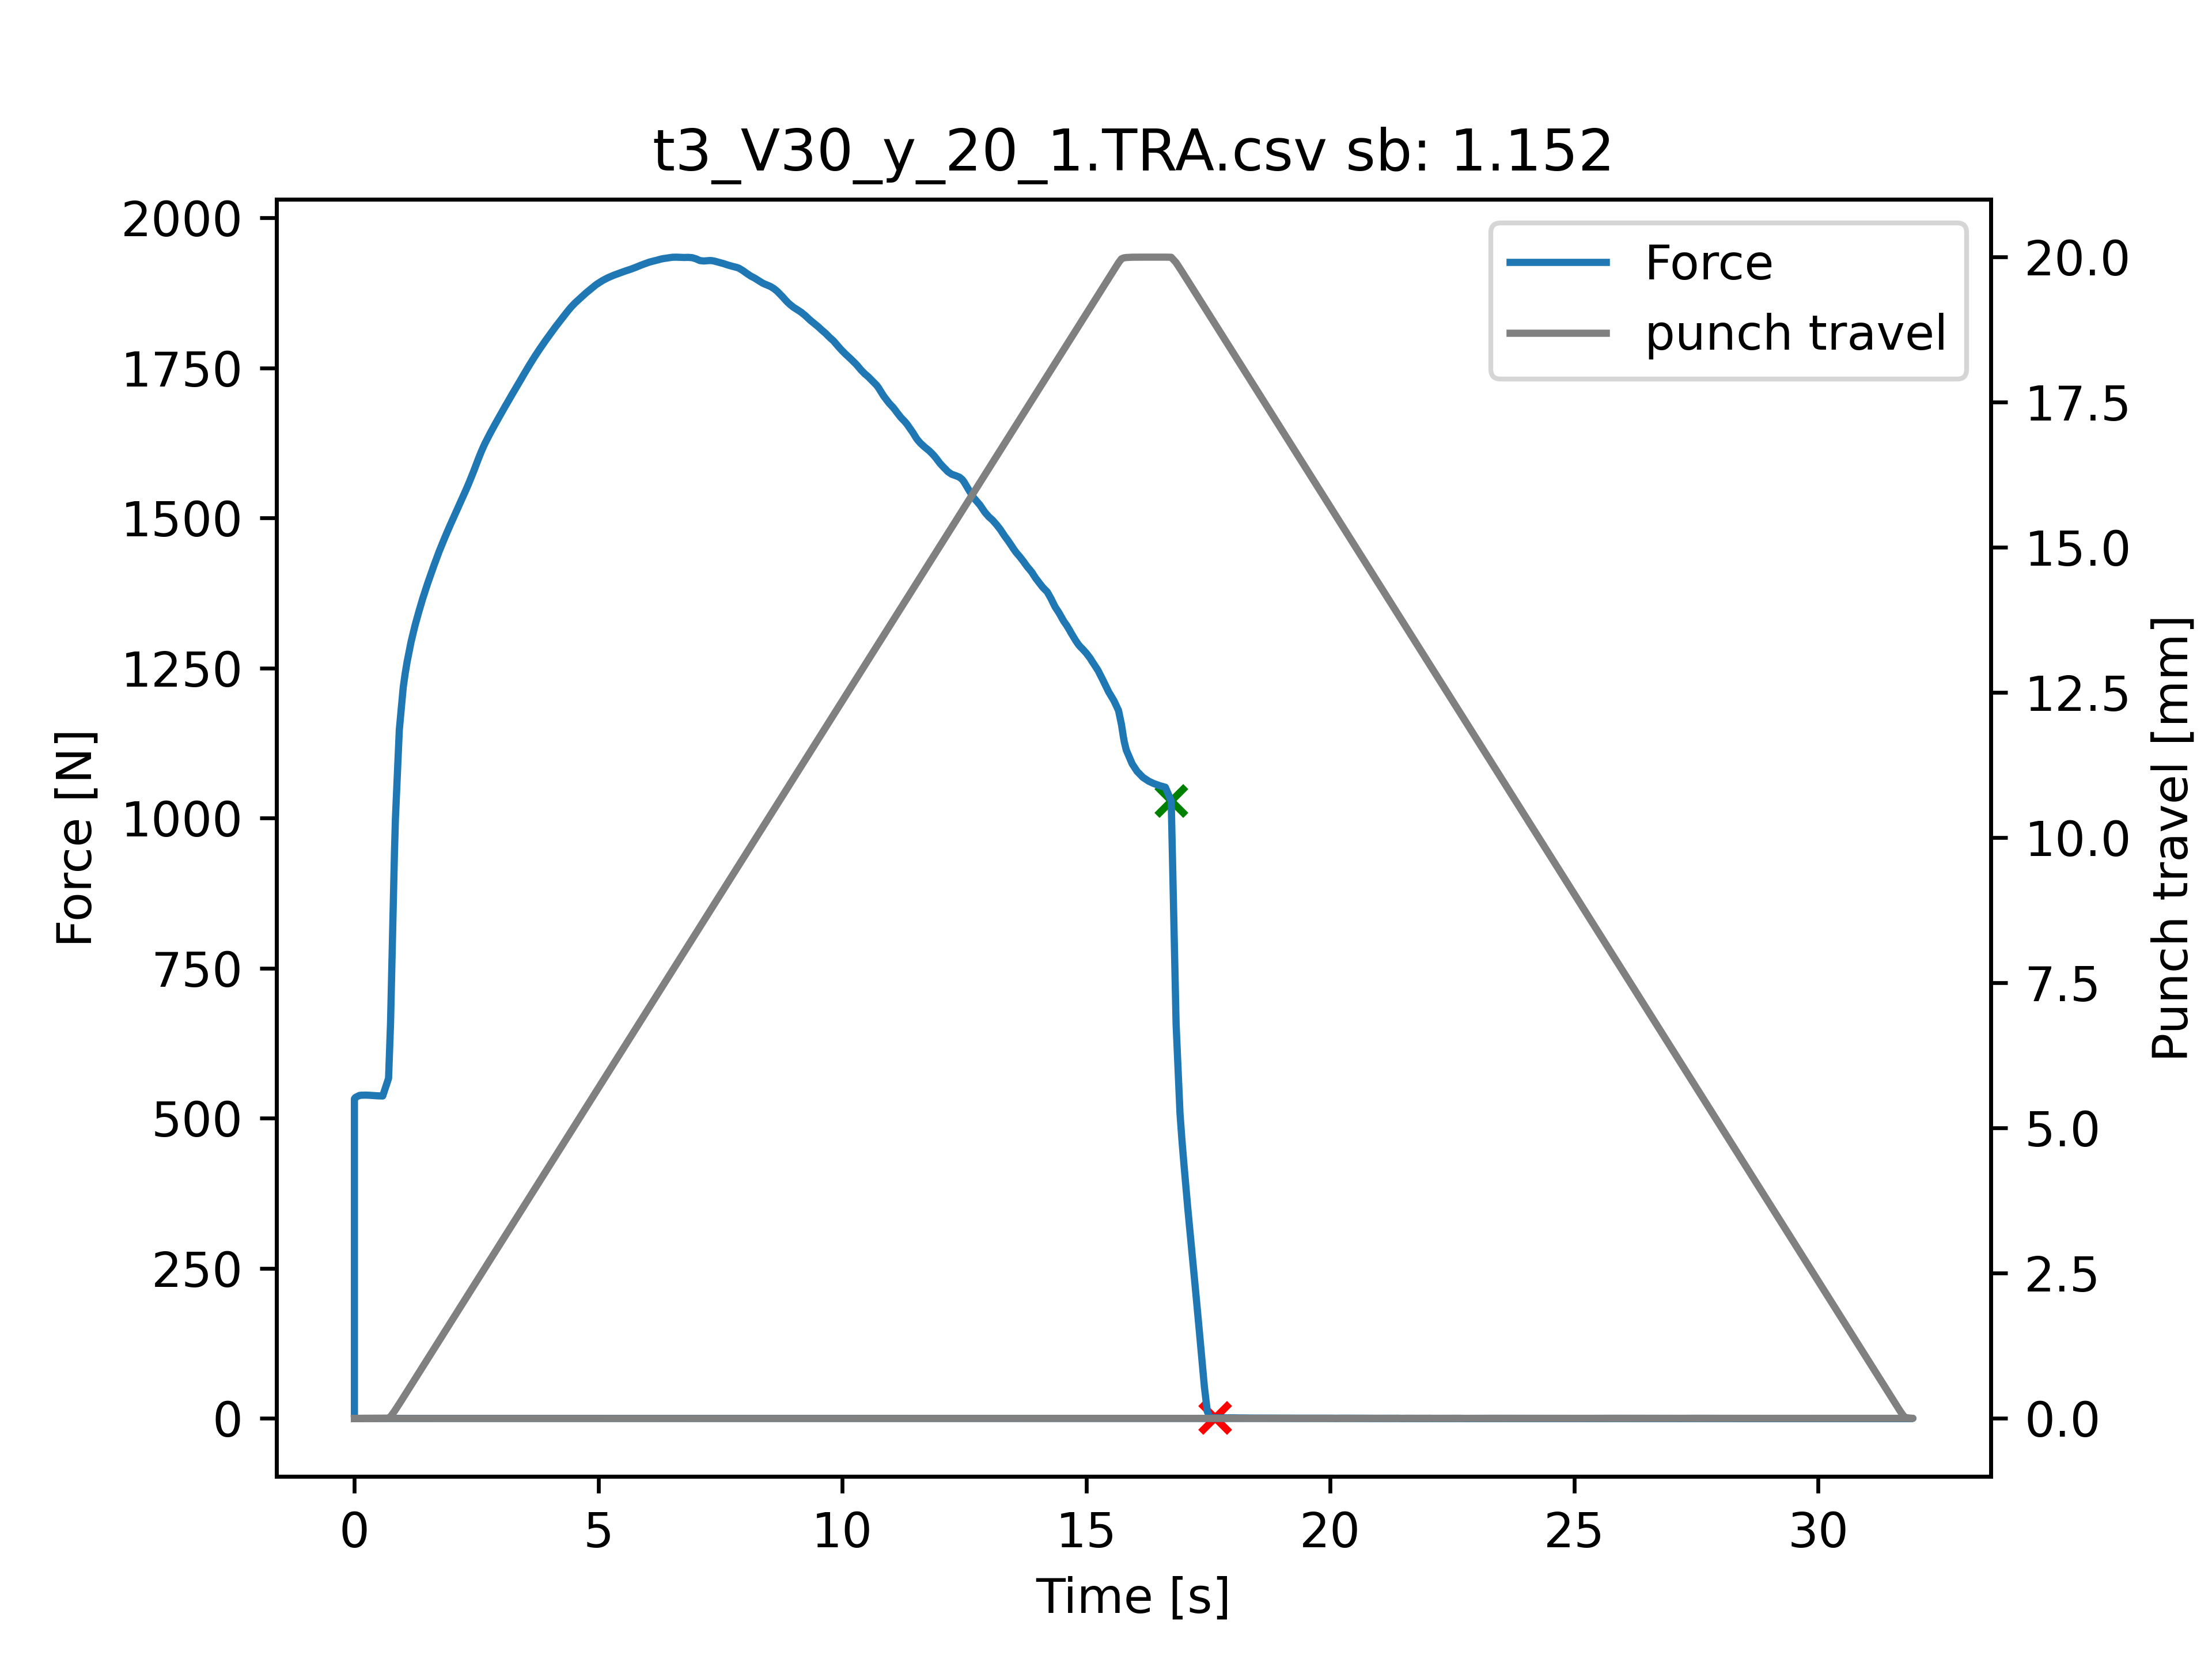 t3_V30_y_20_1.TRA.csv sb: 1.152
Force
punch travel
2000
1750
1500
1250
1000
750
500
250
0
Force [N]
20.0
17.5
15.0
12.5
10.0
7.5
5.0
2.5
0.0
Punch travel [mm]
0 5 10 15 20 25 30
Time [s]